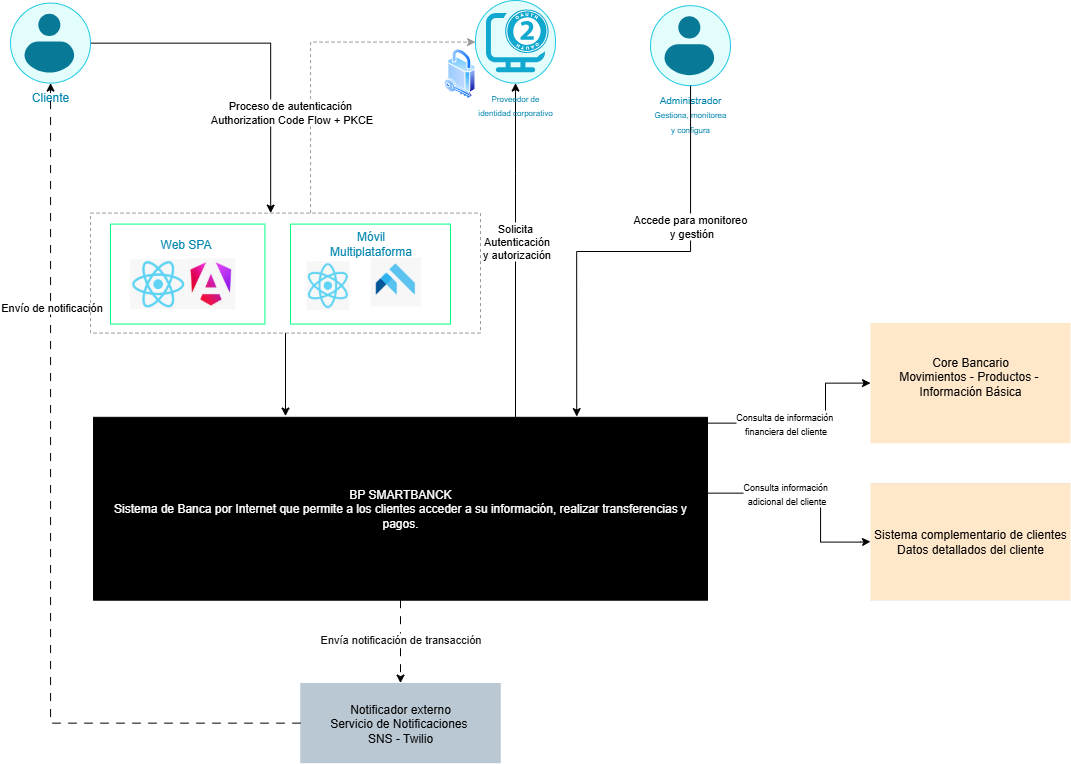 Cliente
OAUTH
2
OAUTH
Proveedor de
identidad corporativo
Administrador
Gestiona, monitorea
y configura
Proceso de autenticación
Authorization Code Flow + PKCE
Solicita
Autenticación
y autorización
Accede para monitoreo
y gestión
Web SPA
Móvil
Multiplataforma
Envío de notificación
Core Bancario
Movimientos - Productos -
Información Básica
Consulta de información
financiera del cliente
BP SMARTBANCK
Sistema de Banca por Internet que permite a los clientes acceder a su información, realizar transferencias y
pagos.
Consulta información
adicional del cliente
Sistema complementario de clientes
Datos detallados del cliente
Envía notificación de transacción
Notificador externo
Servicio de Notificaciones
SNS - Twilio